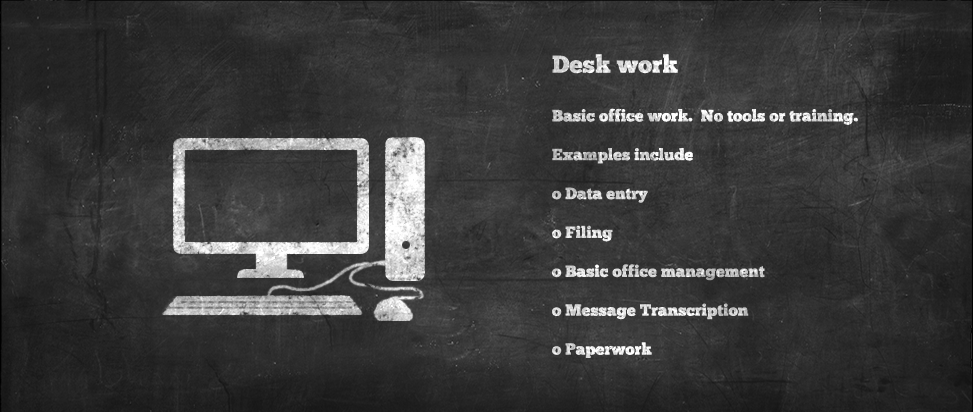 Desk work
Basic office work.  No tools or training.
Examples include
o Data entry
o Filing
o Basic office management
o Message Transcription
o Paperwork